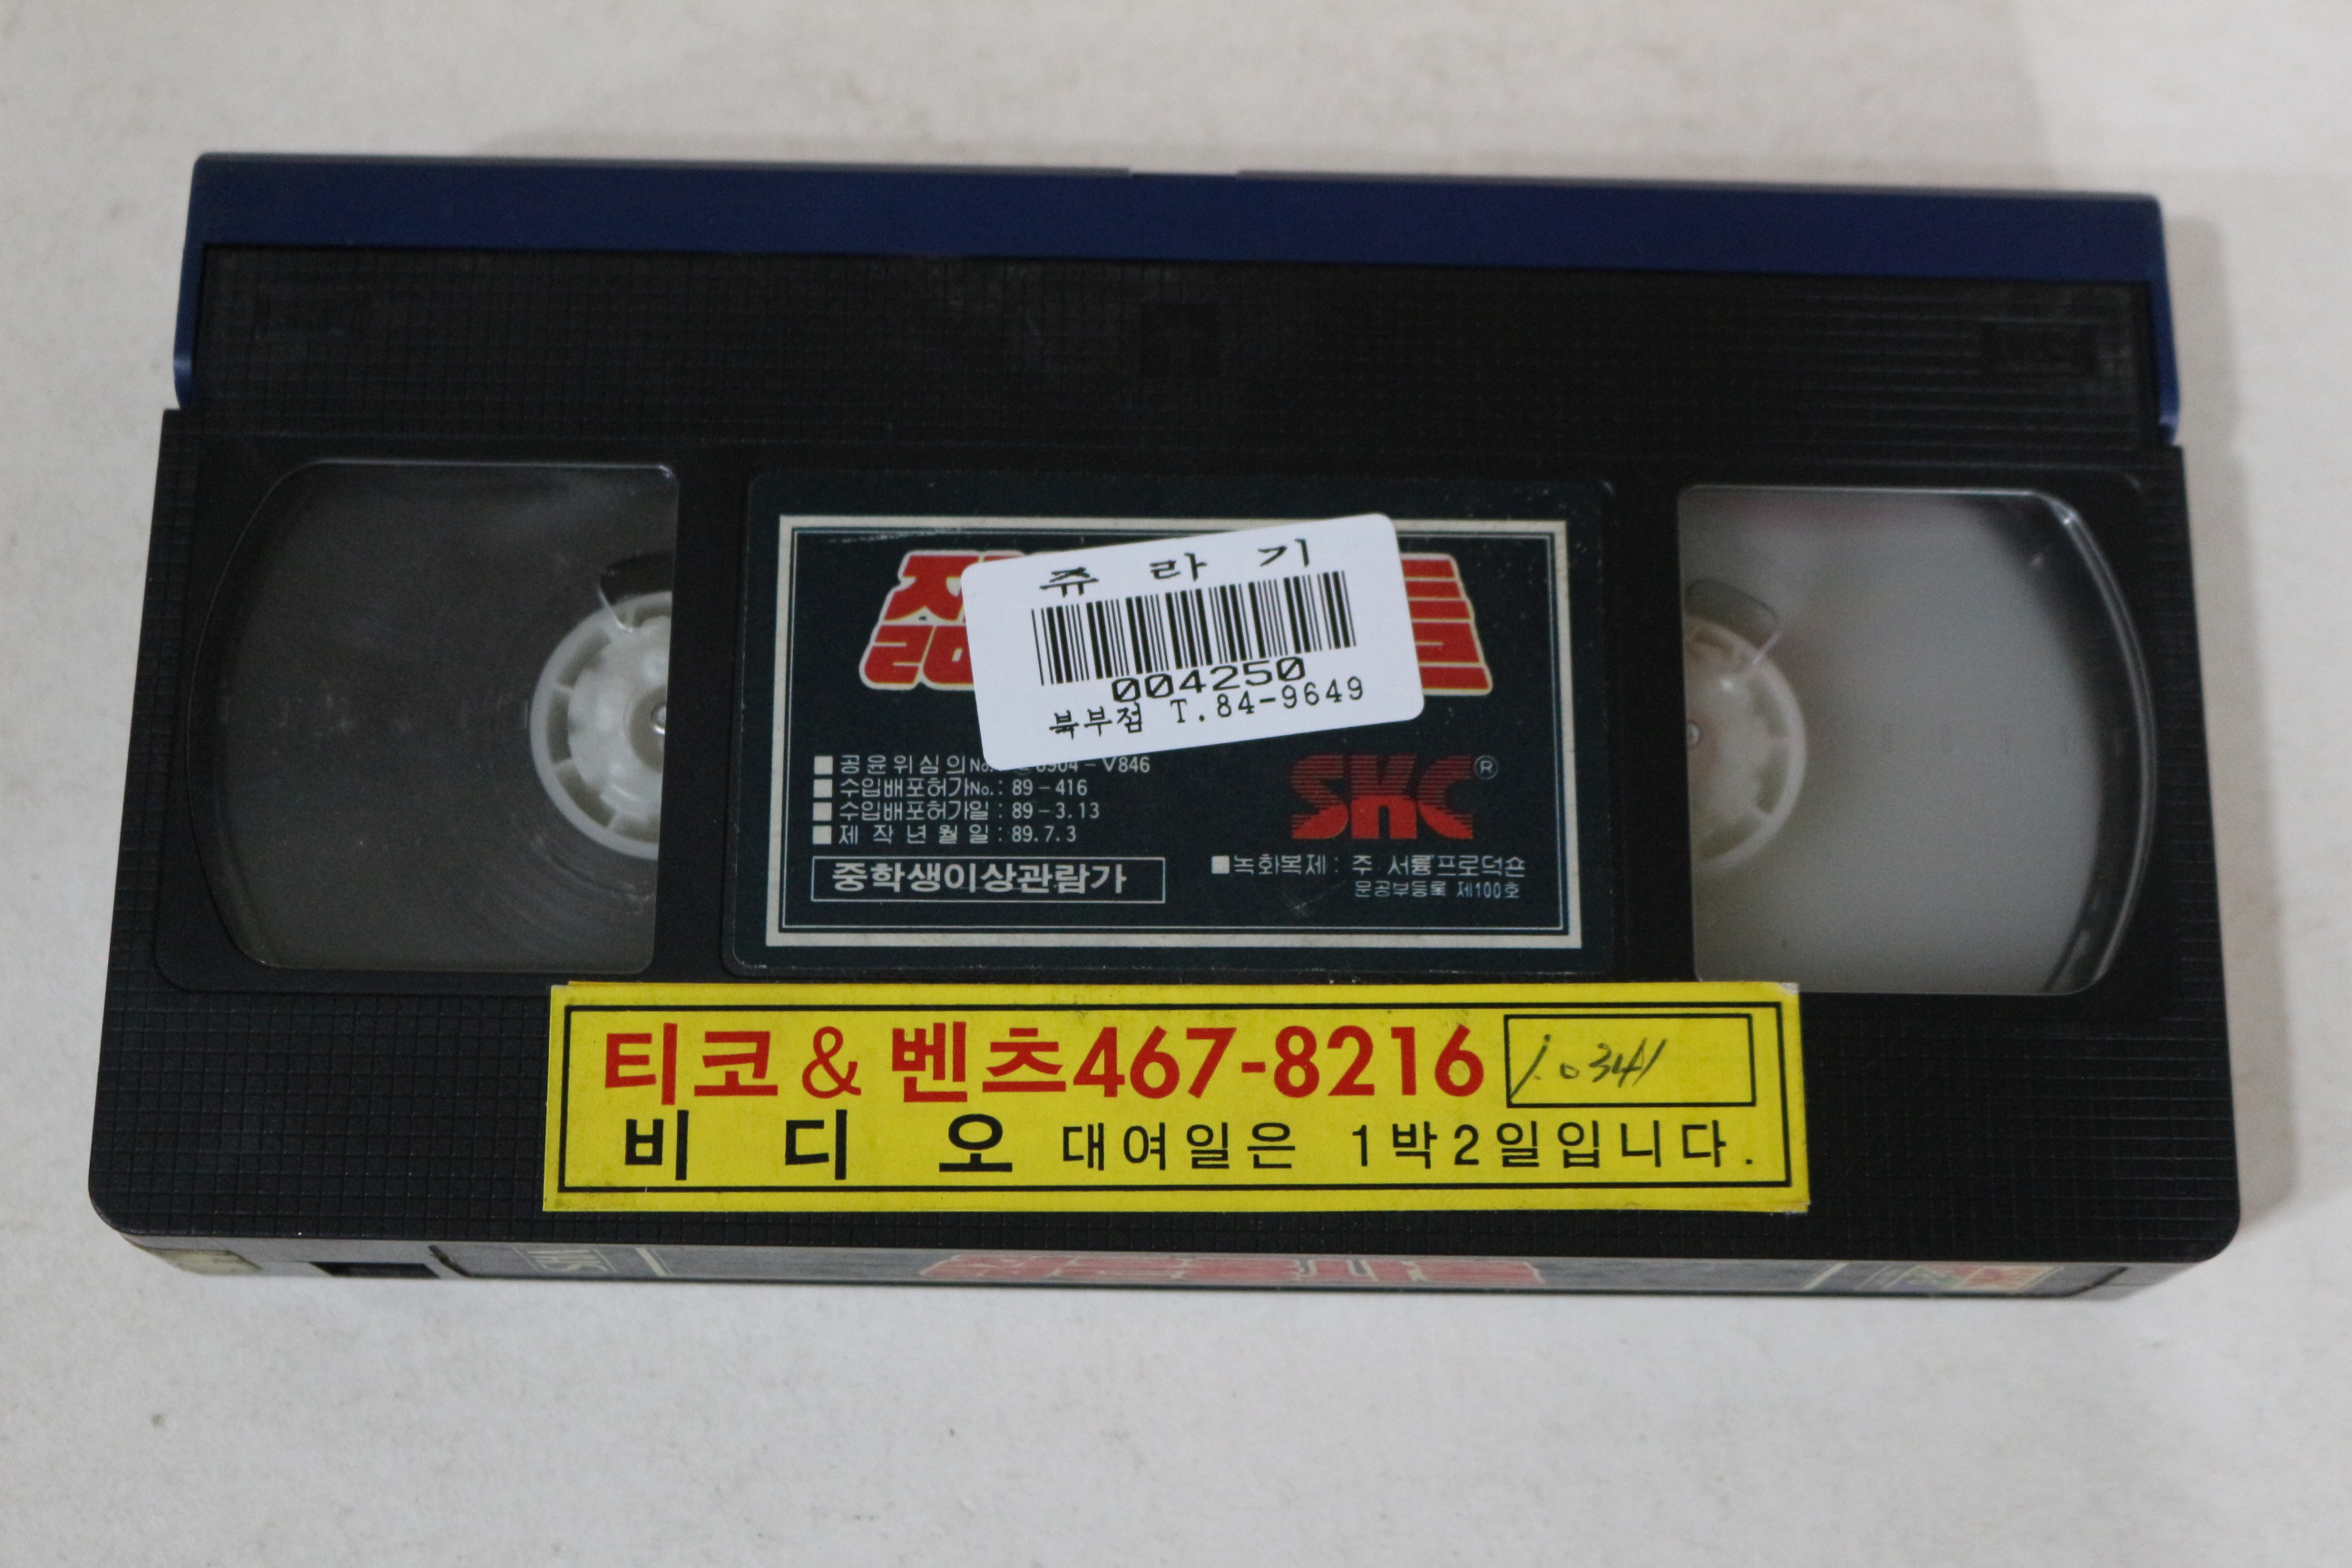 쥬 라 기
004250
북부점 T.84-9649
■공윤위심의No. 8904-V846
■수입배포허가No.: 89-416
■수입배포허가일 : 89-3.13
■제 작 년 월 일 : 89.7.3
중학생이상관람가
SKC®
■녹화복제 : 주 서륭프로덕숀
문공부등록 제100호
티코 & 벤츠 467-8216
1.0341
비 디 오 대여일은 1박2일입니다.
VHS